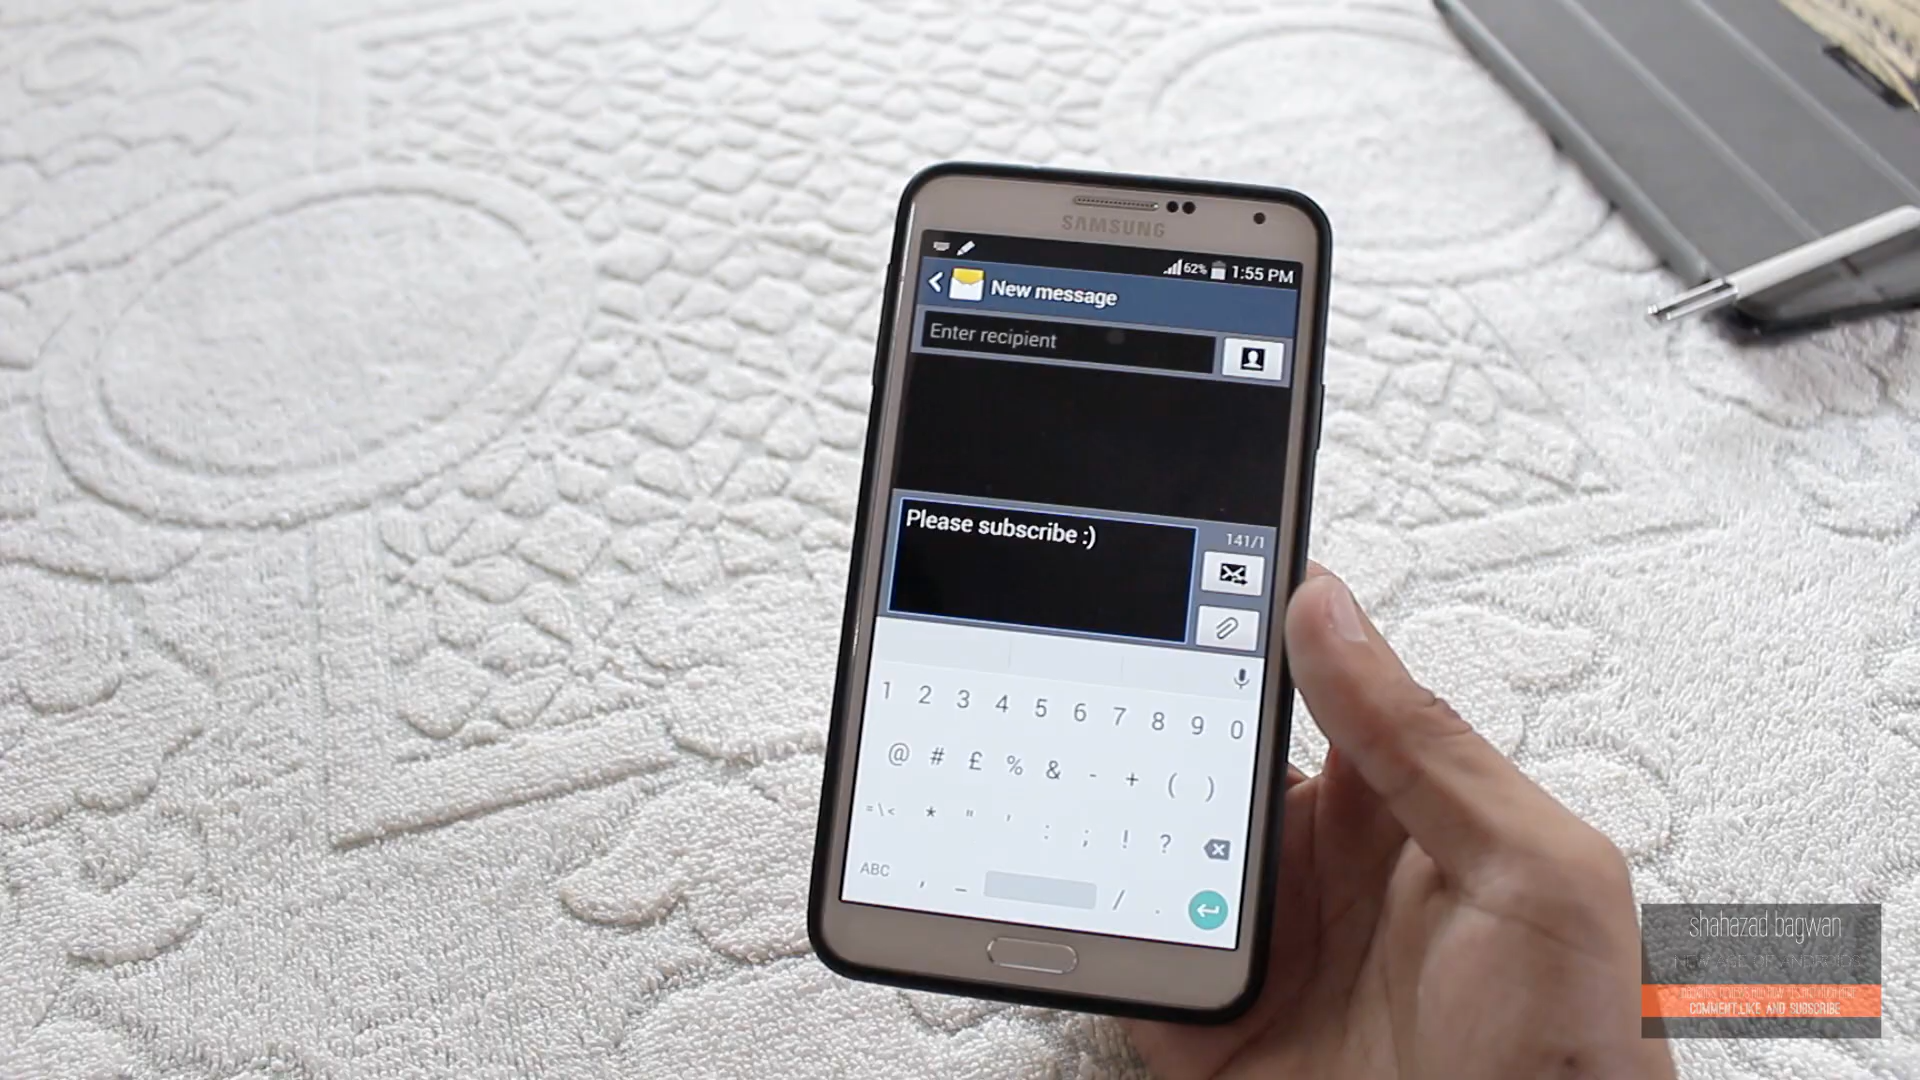 SAMSUNG
62% 1:55 PM
New message
Enter recipient
Please subscribe :)
141/1
1 2 3 4 5 6 7 8 9 0
@ # £ % & - + ( )
=\< * " ' : ; ! ?
ABC , _ / .
shahazad bagwan
COMMENT,LIKE AND SUBSCRIBE